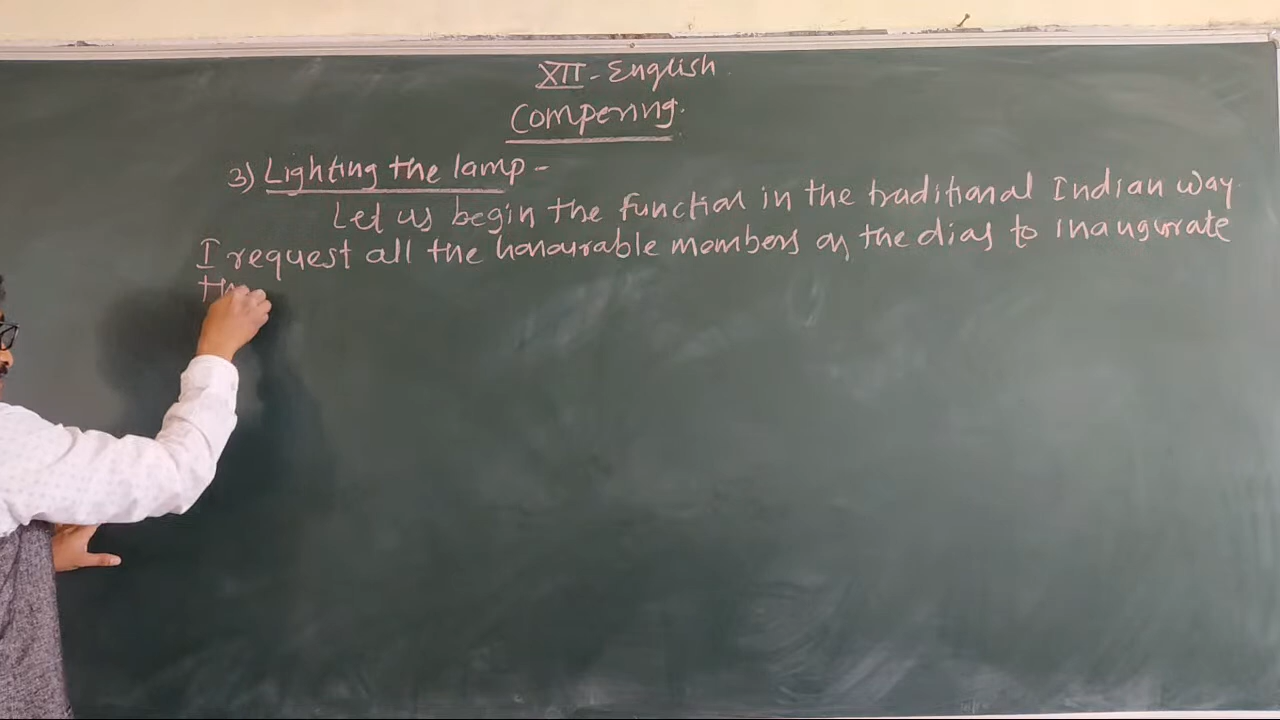 XII - English
Compering.
3) Lighting the lamp -
Let us begin the function in the traditional Indian way.
I request all the honourable members on the dias to inaugurate